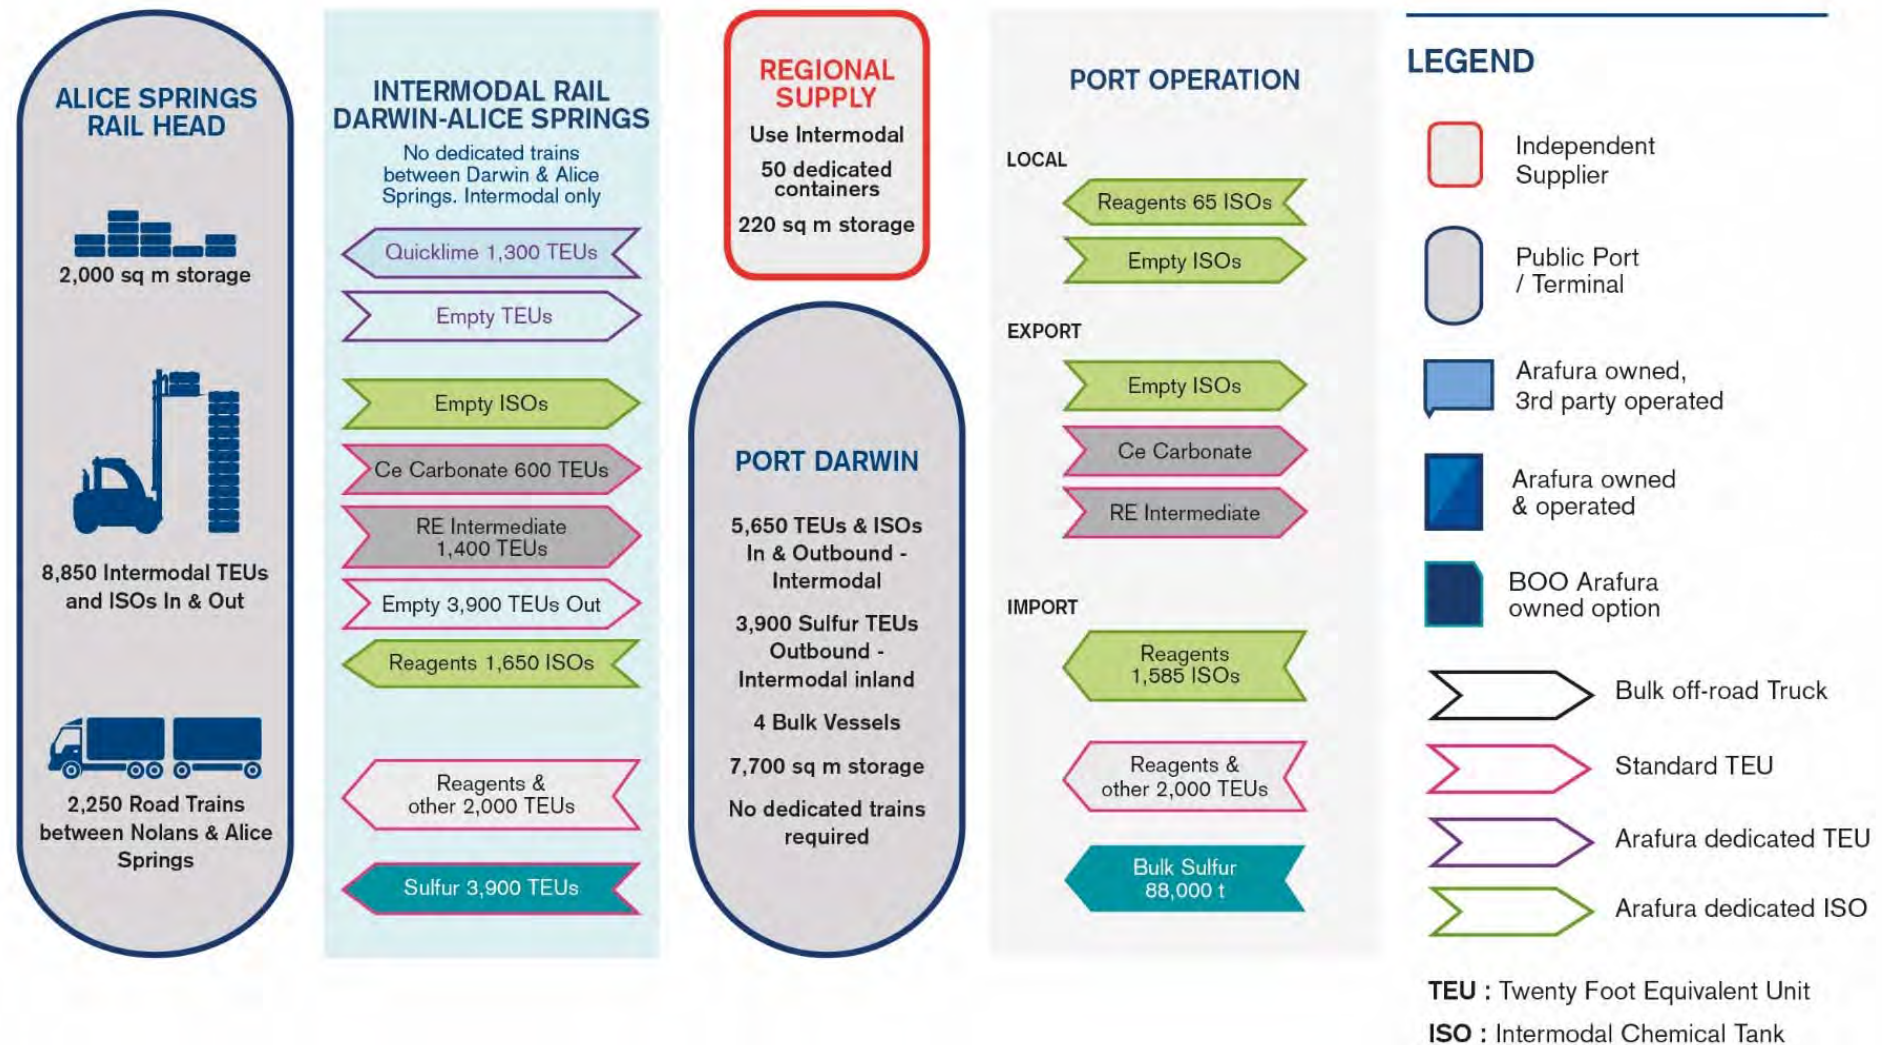 ALICE SPRINGS
RAIL HEAD
2,000 sq m storage
8,850 Intermodal TEUs
and ISOs In & Out
2,250 Road Trains
between Nolans & Alice
Springs
INTERMODAL RAIL
DARWIN-ALICE SPRINGS
No dedicated trains
between Darwin & Alice
Springs. Intermodal only
Quicklime 1,300 TEUs
Empty TEUs
Empty ISOs
Ce Carbonate 600 TEUs
RE Intermediate
1,400 TEUs
Empty 3,900 TEUs Out
Reagents 1,650 ISOs
Reagents &
other 2,000 TEUs
Sulfur 3,900 TEUs
REGIONAL
SUPPLY
Use Intermodal
50 dedicated
containers
220 sq m storage
PORT DARWIN
5,650 TEUs & ISOs
In & Outbound -
Intermodal
3,900 Sulfur TEUs
Outbound -
Intermodal inland
4 Bulk Vessels
7,700 sq m storage
No dedicated trains
required
PORT OPERATION
LOCAL
Reagents 65 ISOs
Empty ISOs
EXPORT
Empty ISOs
Ce Carbonate
RE Intermediate
IMPORT
Reagents
1,585 ISOs
Reagents &
other 2,000 TEUs
Bulk Sulfur
88,000 t
LEGEND
Independent
Supplier
Public Port
/ Terminal
Arafura owned,
3rd party operated
Arafura owned
& operated
BOO Arafura
owned option
Bulk off-road Truck
Standard TEU
Arafura dedicated TEU
Arafura dedicated ISO
TEU : Twenty Foot Equivalent Unit
ISO : Intermodal Chemical Tank